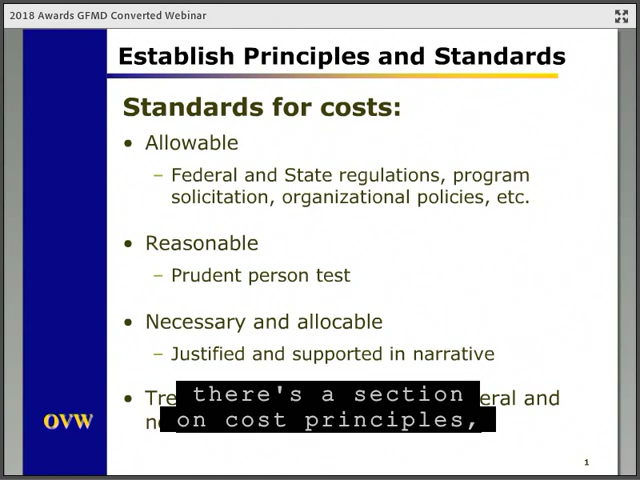 2018 Awards GFMD Converted Webinar
Establish Principles and Standards
Standards for costs:
• Allowable
– Federal and State regulations, program
solicitation, organizational policies, etc.
• Reasonable
– Prudent person test
• Necessary and allocable
– Justified and supported in narrative
• and
there's a section
on cost principles,
OVW
1